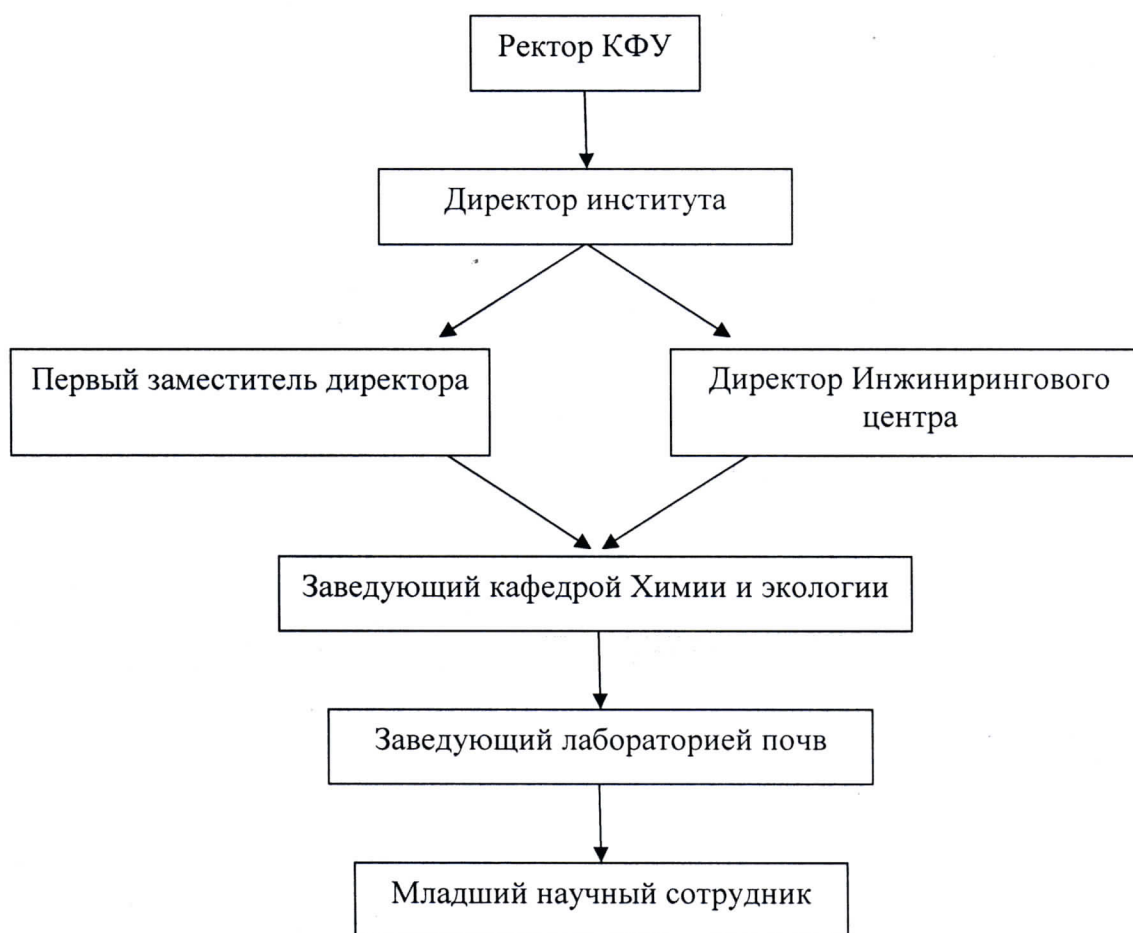 Ректор КФУ
Директор института
Первый заместитель директора
Директор Инжинирингового
центра
Заведующий кафедрой Химии и экологии
Заведующий лабораторией почв
Младший научный сотрудник